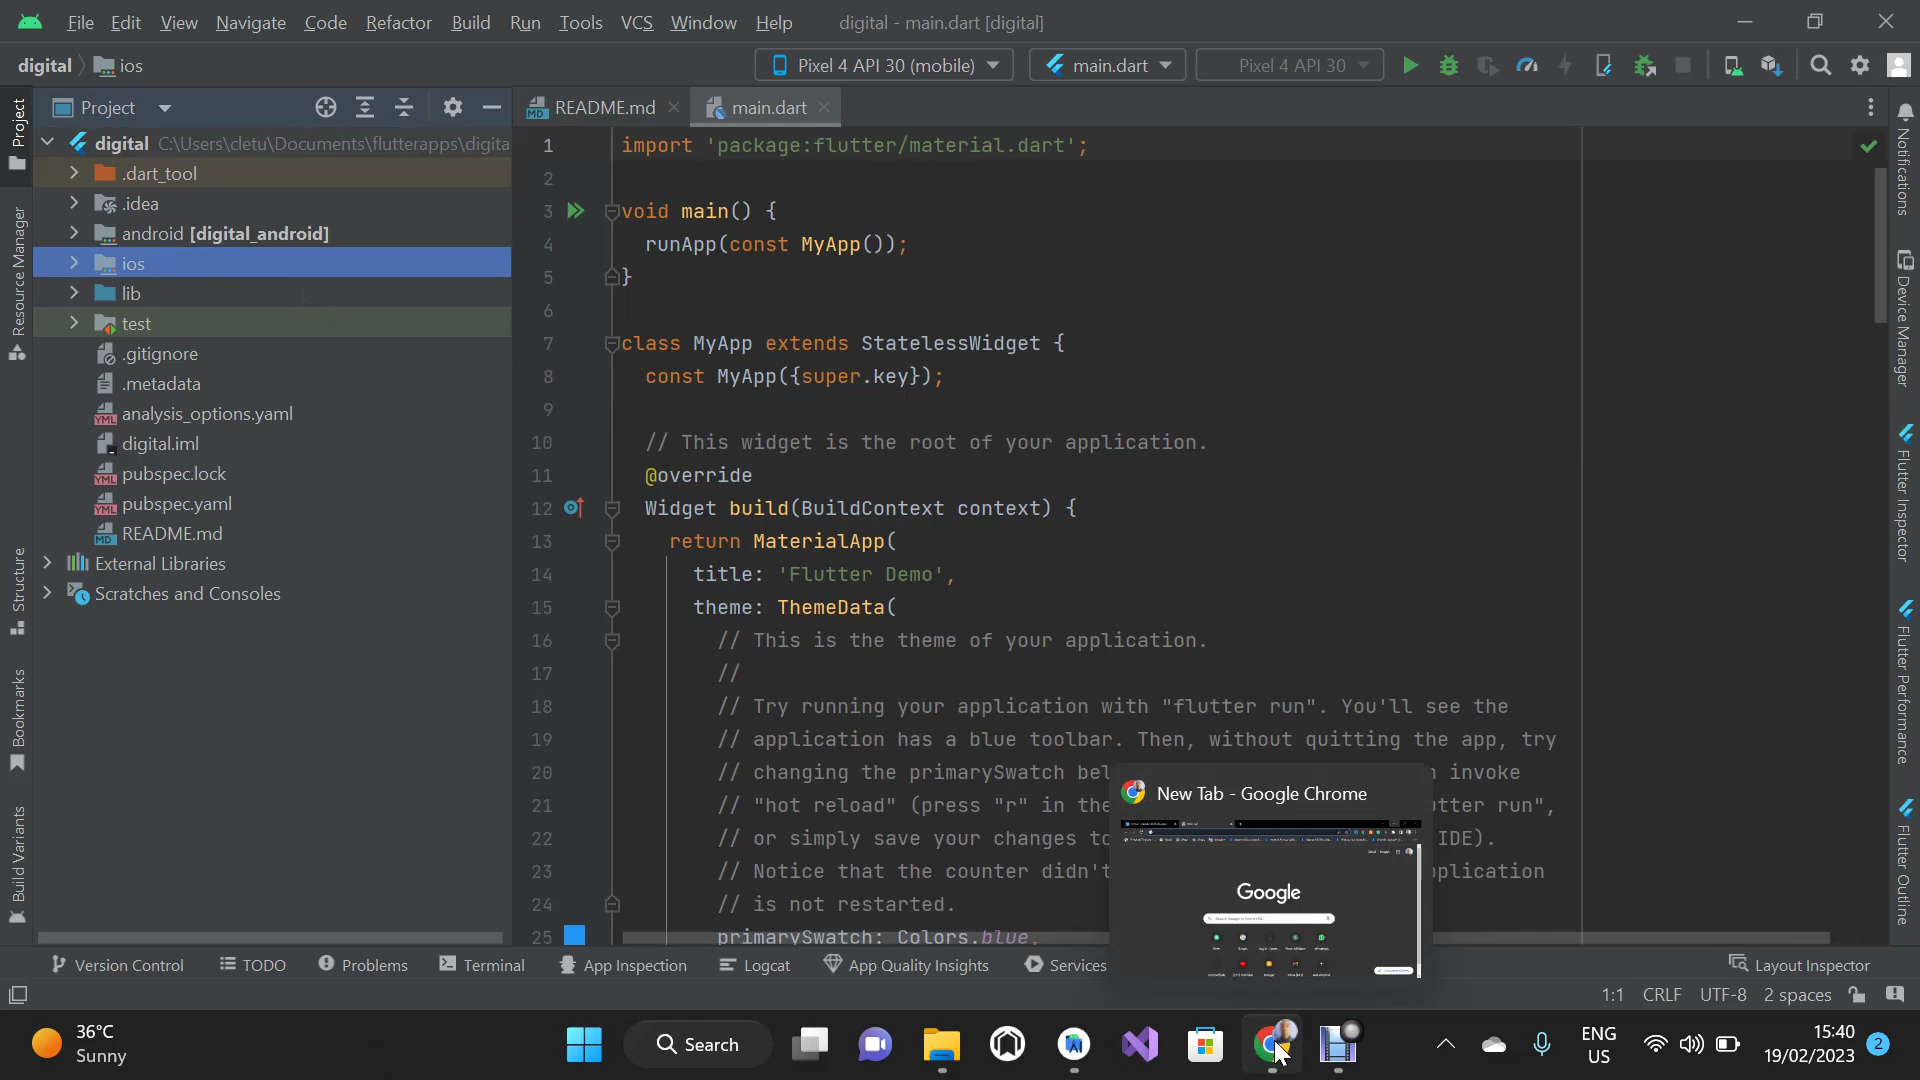 File Edit View Navigate Code Refactor Build Run Tools VCS Window Help digital - main.dart [digital]
digital ios Pixel 4 API 30 (mobile) main.dart Pixel 4 API 30
Project README.md main.dart
digital C:\Users\cletu\Documents\flutterapps\digita
.dart_tool
.idea
android [digital_android]
ios
lib
test
.gitignore
.metadata
analysis_options.yaml
digital.iml
pubspec.lock
pubspec.yaml
README.md
External Libraries
Scratches and Consoles
Project
Resource Manager
Structure
Bookmarks
Build Variants
1 import 'package:flutter/material.dart';
2
3 void main() {
4 runApp(const MyApp());
5 }
6
7 class MyApp extends StatelessWidget {
8 const MyApp({super.key});
9
10 // This widget is the root of your application.
11 @override
12 Widget build(BuildContext context) {
13 return MaterialApp(
14 title: 'Flutter Demo',
15 theme: ThemeData(
16 // This is the theme of your application.
17 //
18 // Try running your application with "flutter run". You'll see the
19 // application has a blue toolbar. Then, without quitting the app, try
20 // changing the primarySwatch bel invoke
21 // "hot reload" (press "r" in the utter run",
22 // or simply save your changes to IDE).
23 // Notice that the counter didn't plication
24 // is not restarted.
25 primarySwatch: Colors.blue,
New Tab - Google Chrome
Google
Notifications
Device Manager
Flutter Inspector
Flutter Performance
Flutter Outline
Version Control TODO Problems Terminal App Inspection Logcat App Quality Insights Services Layout Inspector
1:1 CRLF UTF-8 2 spaces
36°C
Sunny
Search
ENG
US
15:40
19/02/2023
2